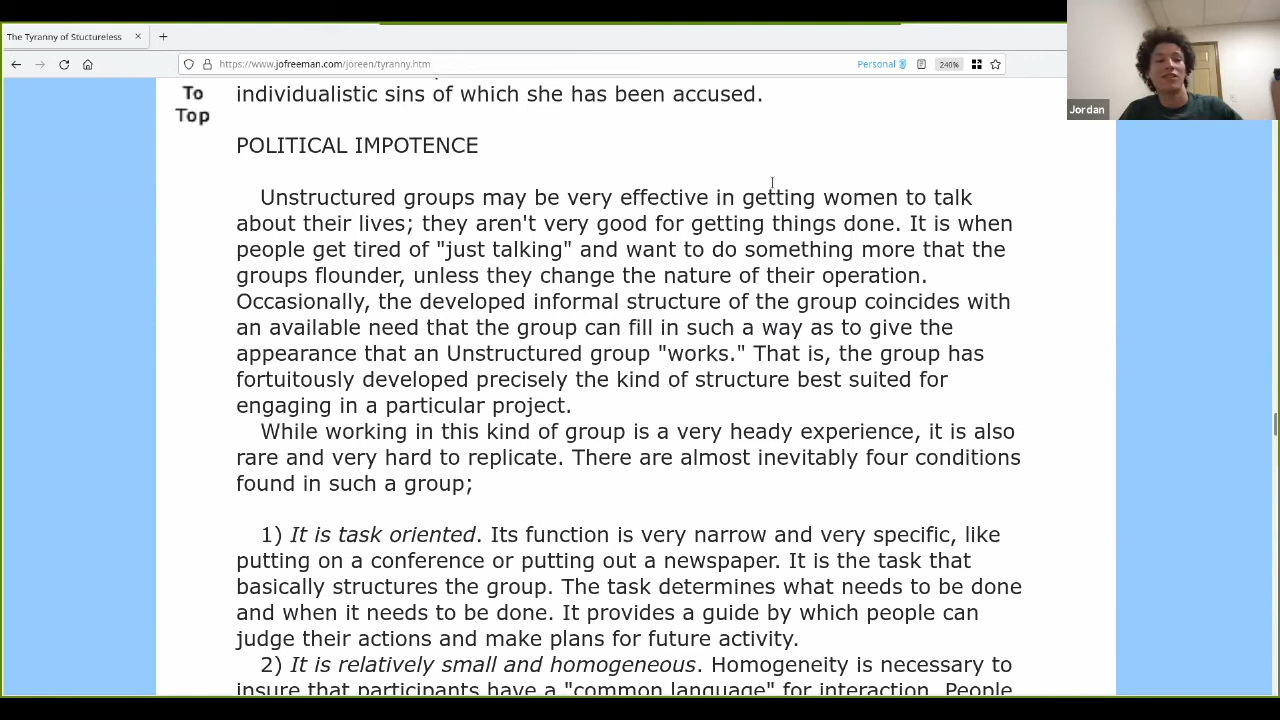 The Tyranny of Stuctureless
https://www.jofreeman.com/joreen/tyranny.htm
Personal
240%
Jordan
To
Top
individualistic sins of which she has been accused.
POLITICAL IMPOTENCE
Unstructured groups may be very effective in getting women to talk
about their lives; they aren't very good for getting things done. It is when
people get tired of "just talking" and want to do something more that the
groups flounder, unless they change the nature of their operation.
Occasionally, the developed informal structure of the group coincides with
an available need that the group can fill in such a way as to give the
appearance that an Unstructured group "works." That is, the group has
fortuitously developed precisely the kind of structure best suited for
engaging in a particular project.
While working in this kind of group is a very heady experience, it is also
rare and very hard to replicate. There are almost inevitably four conditions
found in such a group;
1) It is task oriented. Its function is very narrow and very specific, like
putting on a conference or putting out a newspaper. It is the task that
basically structures the group. The task determines what needs to be done
and when it needs to be done. It provides a guide by which people can
judge their actions and make plans for future activity.
2) It is relatively small and homogeneous. Homogeneity is necessary to
insure that participants have a "common language" for interaction. People